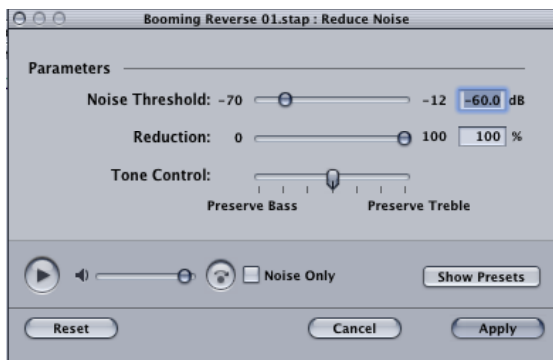 Booming Reverse 01.stap : Reduce Noise
Parameters
Noise Threshold: -70 -12 -60.0 dB
Reduction: 0 100 100 %
Tone Control:
Preserve Bass Preserve Treble
Noise Only Show Presets
Reset Cancel Apply